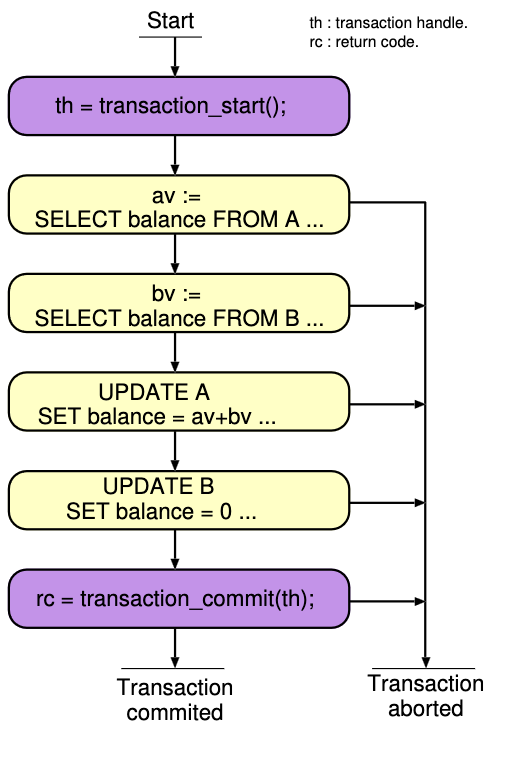 Start
th : transaction handle.
rc : return code.
th = transaction_start();
av :=
SELECT balance FROM A ...
bv :=
SELECT balance FROM B ...
UPDATE A
SET balance = av+bv ...
UPDATE B
SET balance = 0 ...
rc = transaction_commit(th);
Transaction
commited
Transaction
aborted